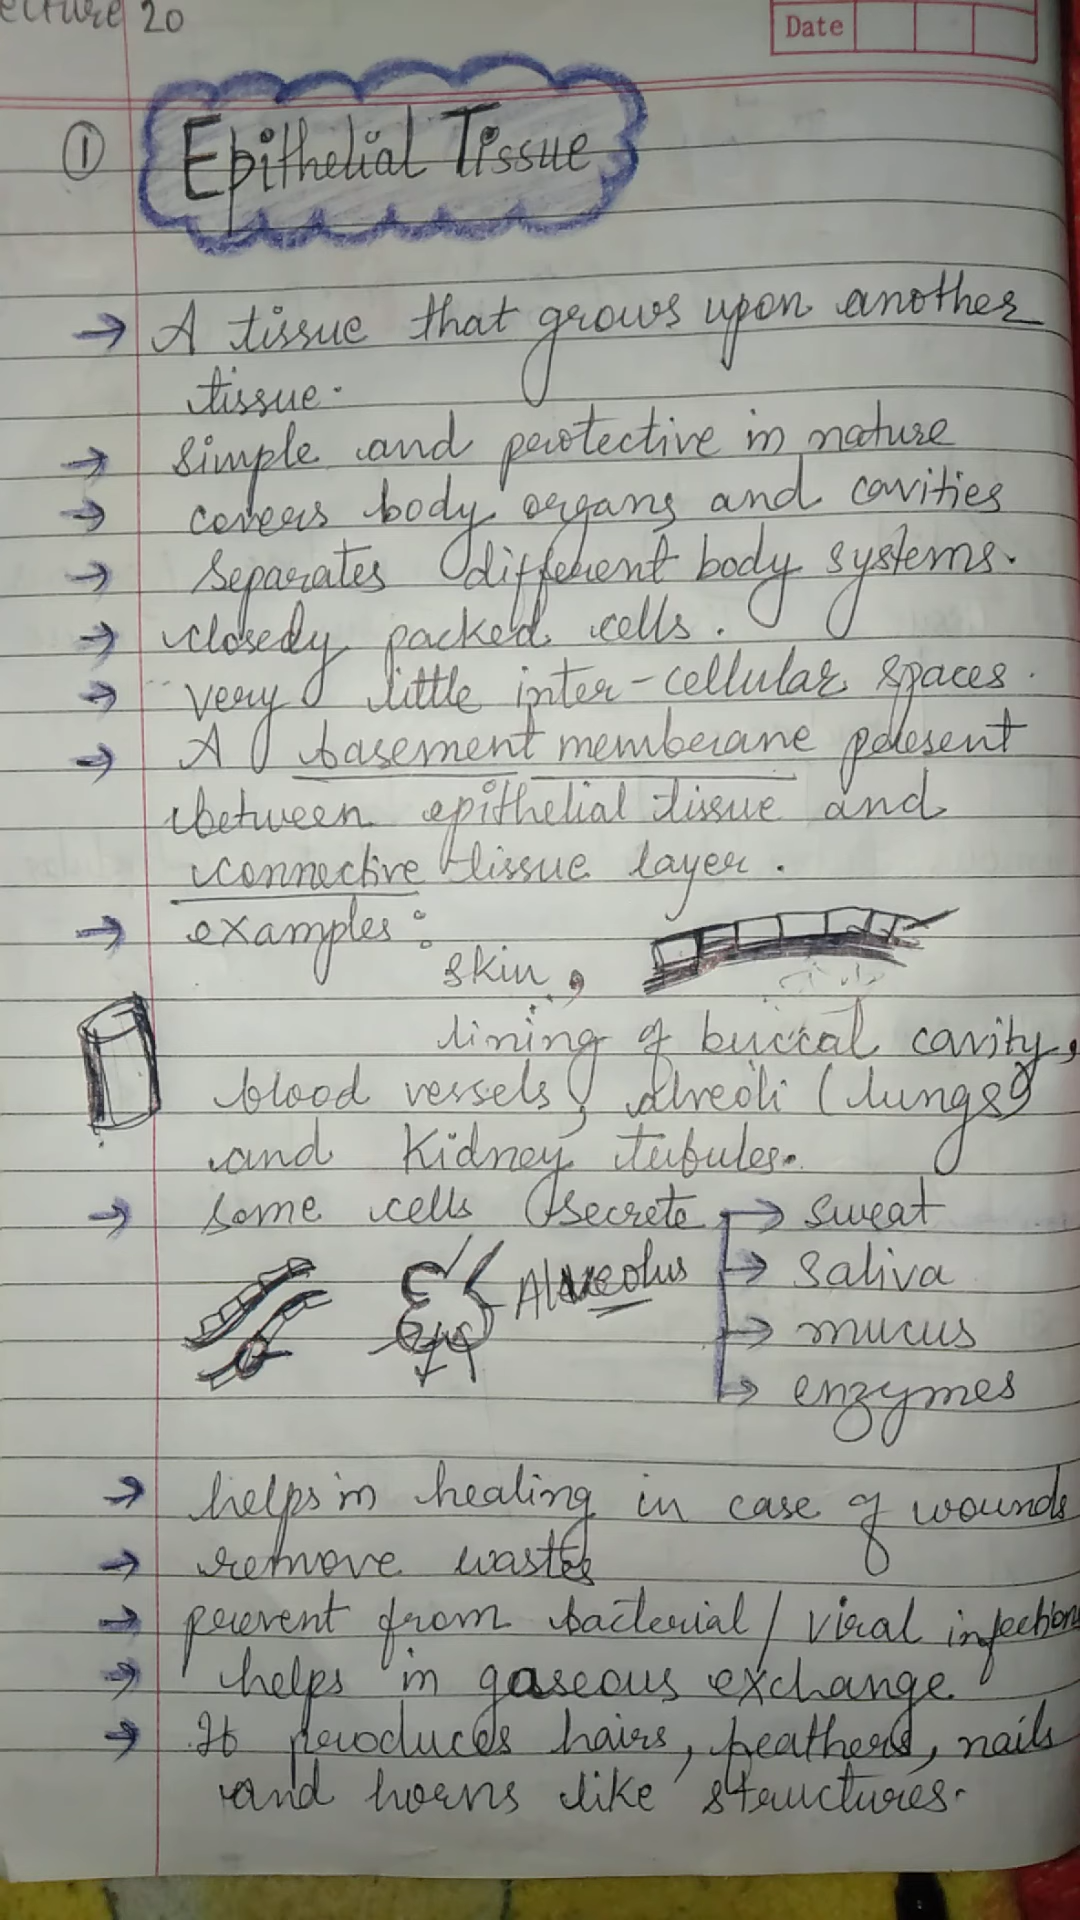 ecture 20
Date
① Epithelial Tissue
→ A tissue that grows upon another
tissue.
→ simple and protective in nature
→ covers body organs and cavities
→ Separates different body systems.
→ closely packed cells.
→ very little inter-cellular spaces.
→ A basement membrane present
between epithelial tissue and
connective tissue layer.
→ examples:
skin,
lining of buccal cavity,
blood vessels, alveoli (lungs)
and Kidney tubules.
→ some cells secrete → sweat
Alveolus → saliva
→ mucus
→ enzymes
→ helps in healing in case of wounds
→ remove wastes
→ prevent from bacterial / viral infections
→ helps in gaseous exchange.
→ It produces hairs, feathers, nails
and horns like structures.